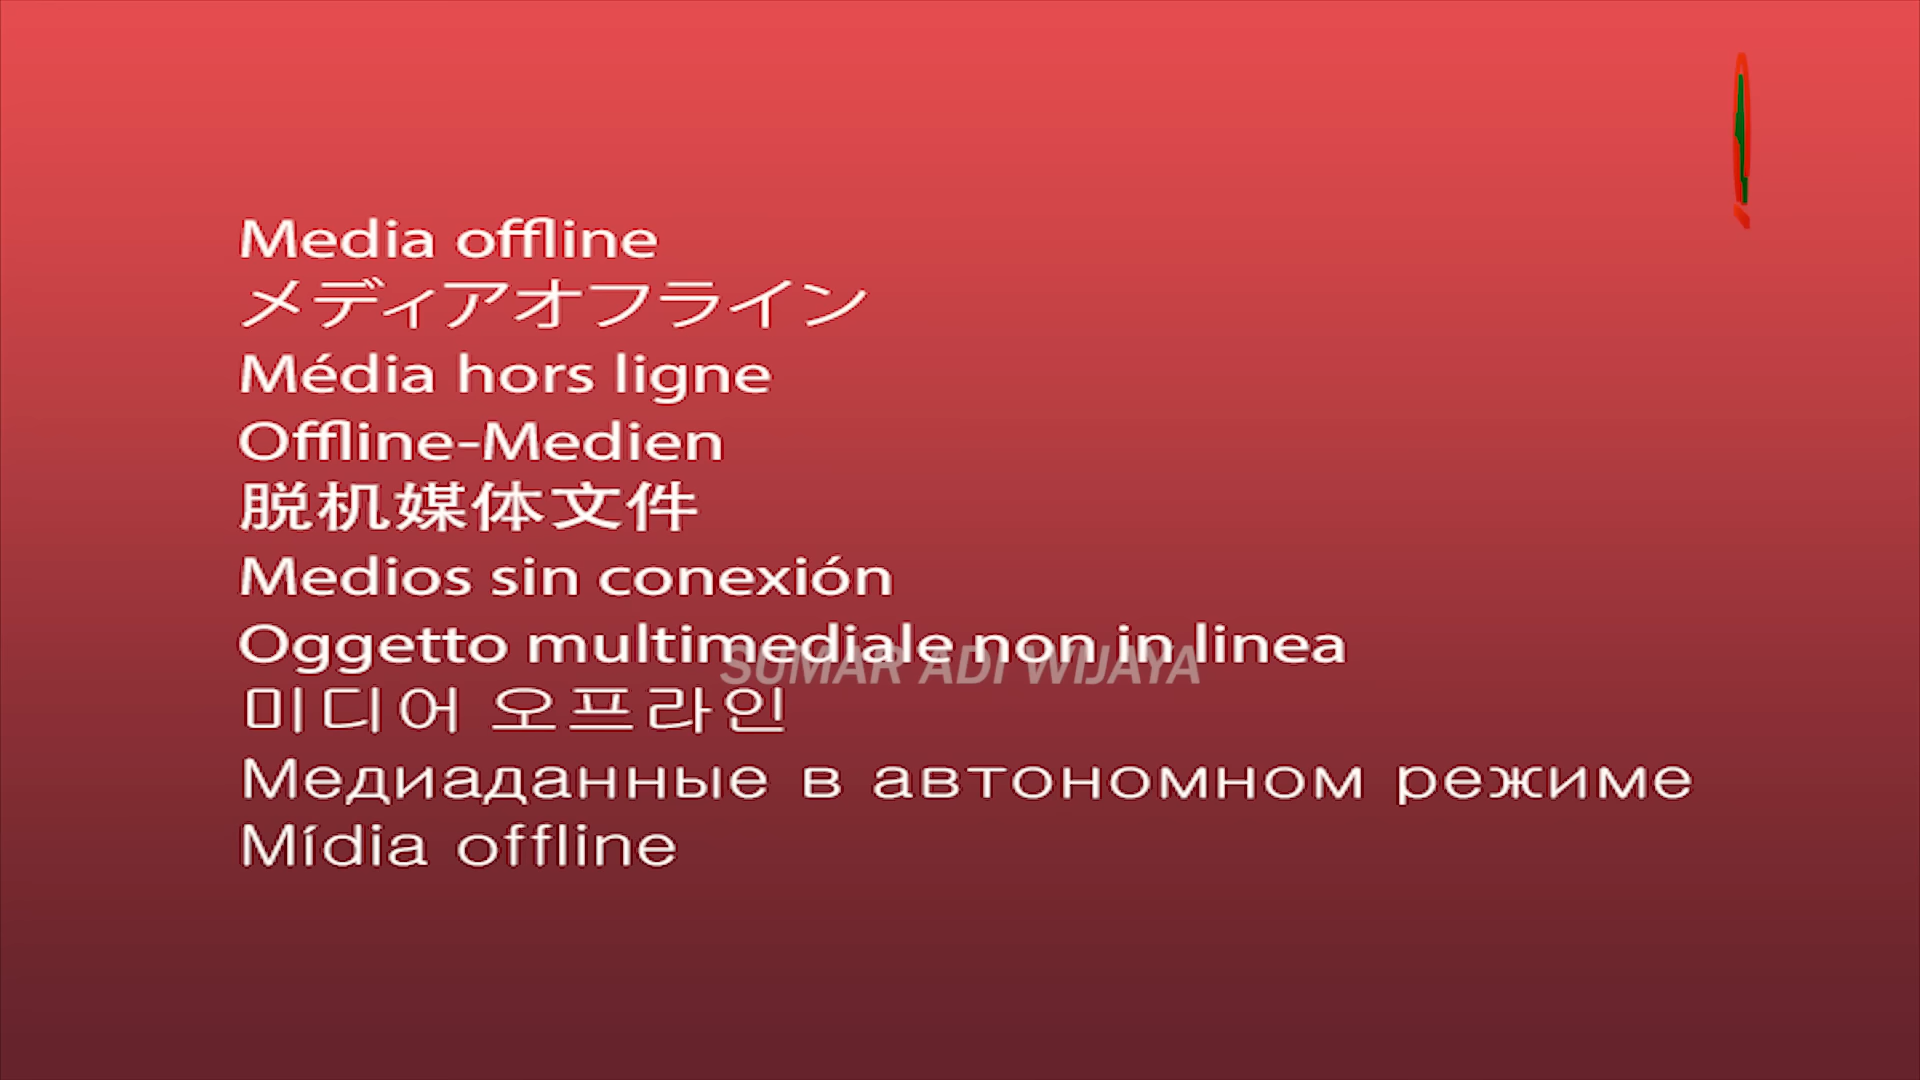 Media offline
メディアオフライン
Média hors ligne
Offline-Medien
脱机媒体文件
Medios sin conexión
Oggetto multimediale non in linea
SUMAR ADI WIJAYA
미디어 오프라인
Медиаданные в автономном режиме
Mídia offline